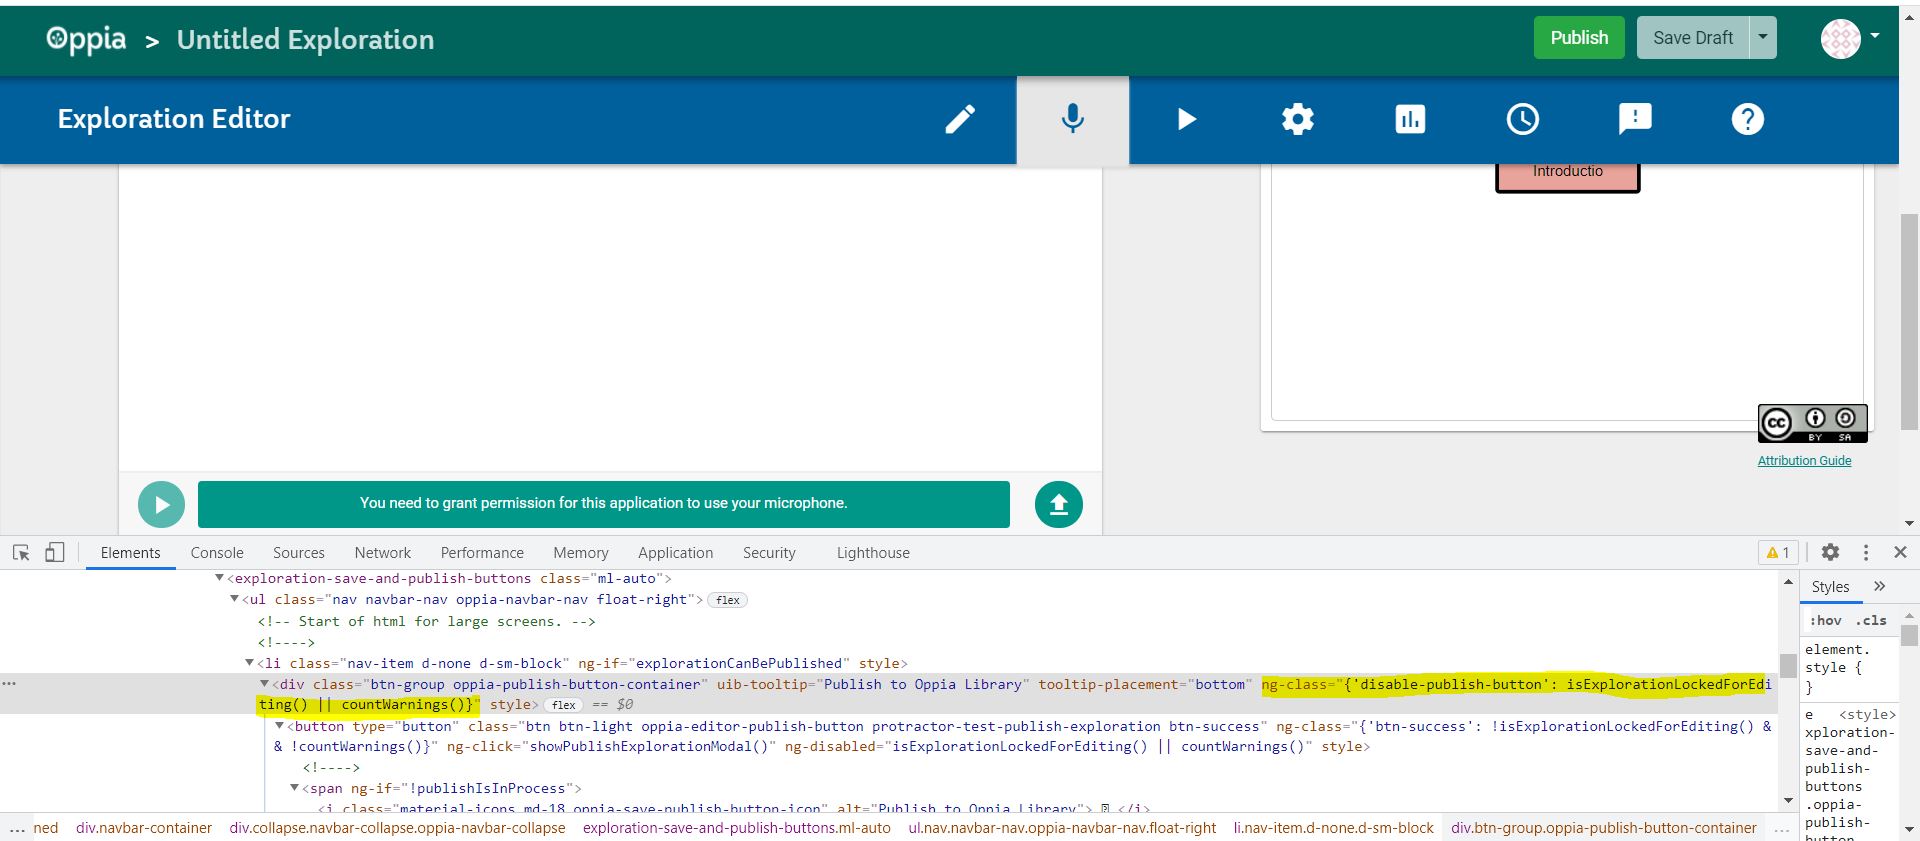 Oppia > Untitled Exploration
Publish
Save Draft
Exploration Editor
Introductio
CC BY SA
Attribution Guide
You need to grant permission for this application to use your microphone.
Elements Console Sources Network Performance Memory Application Security Lighthouse
1
<exploration-save-and-publish-buttons class="ml-auto">
<ul class="nav navbar-nav oppia-navbar-nav float-right"> flex
<!-- Start of html for large screens. -->
<!---->
<li class="nav-item d-none d-sm-block" ng-if="explorationCanBePublished" style>
<div class="btn-group oppia-publish-button-container" uib-tooltip="Publish to Oppia Library" tooltip-placement="bottom" ng-class="{'disable-publish-button': isExplorationLockedForEdi
ting() || countWarnings()}" style> flex == $0
<button type="button" class="btn btn-light oppia-editor-publish-button protractor-test-publish-exploration btn-success" ng-class="{'btn-success': !isExplorationLockedForEditing() &
& !countWarnings()}" ng-click="showPublishExplorationModal()" ng-disabled="isExplorationLockedForEditing() || countWarnings()" style>
<!---->
<span ng-if="!publishIsInProcess">
<i class="material-icons md-18 oppia-save-publish-button-icon" alt="Publish to Oppia Library"> </i>
Styles »
:hov .cls
element.
style {
}
e <style>
xploration-
save-and-
publish-
buttons
.oppia-
publish-
button
... ned div.navbar-container div.collapse.navbar-collapse.oppia-navbar-collapse exploration-save-and-publish-buttons.ml-auto ul.nav.navbar-nav.oppia-navbar-nav.float-right li.nav-item.d-none.d-sm-block div.btn-group.oppia-publish-button-container ...